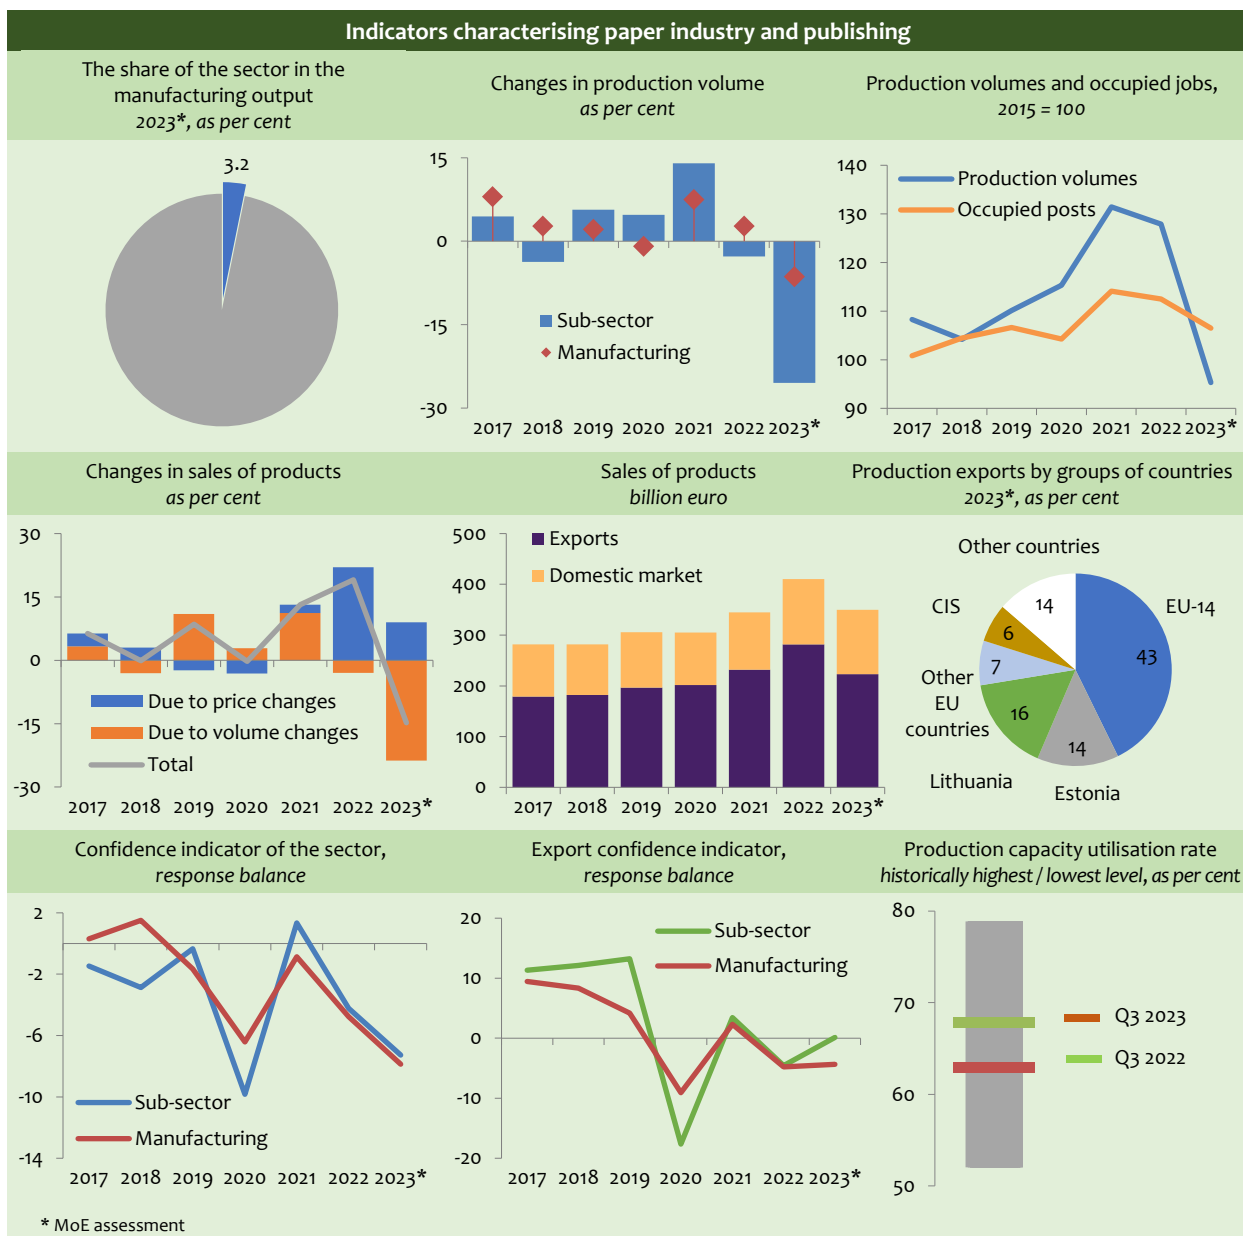 Indicators characterising paper industry and publishing
The share of the sector in the
manufacturing output
2023*, as per cent
3.2
Changes in production volume
as per cent
15
0
-15
-30
Sub-sector
Manufacturing
2017 2018 2019 2020 2021 2022 2023*
Production volumes and occupied jobs,
2015 = 100
140
130
120
110
100
90
Production volumes
Occupied posts
2017 2018 2019 2020 2021 2022 2023*
Changes in sales of products
as per cent
30
15
0
-15
-30
Due to price changes
Due to volume changes
Total
2017 2018 2019 2020 2021 2022 2023*
Sales of products
billion euro
500
400
300
200
100
0
Exports
Domestic market
2017 2018 2019 2020 2021 2022 2023*
Production exports by groups of countries
2023*, as per cent
Other countries
14
CIS
6
EU-14
43
7
Other
EU
countries
16
14
Lithuania
Estonia
Confidence indicator of the sector,
response balance
2
-2
-6
-10
-14
Sub-sector
Manufacturing
2017 2018 2019 2020 2021 2022 2023*
Export confidence indicator,
response balance
20
10
0
-10
-20
Sub-sector
Manufacturing
2017 2018 2019 2020 2021 2022 2023*
Production capacity utilisation rate
historically highest / lowest level, as per cent
80
70
60
50
Q3 2023
Q3 2022
* MoE assessment